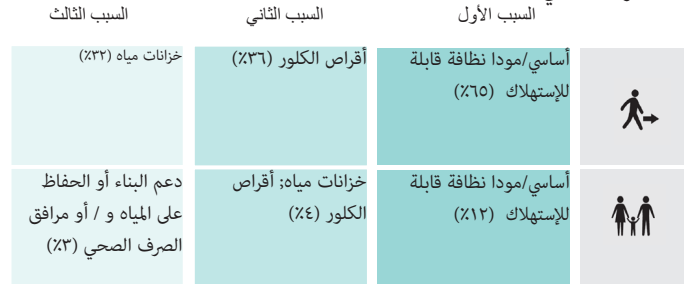 السبب الأول
السبب الثاني
السبب الثالث
أساسي/مودا نظافة قابلة
للإستهلاك (٦٥٪)
أقراص الكلور (٣٦٪)
خزانات مياه (٣٢٪)
أساسي/مودا نظافة قابلة
للإستهلاك (١٢٪)
خزانات مياه; أقراص
الكلور (٤٪)
دعم البناء أو الحفاظ
على المياه و / أو مرافق
الصرف الصحي (٣٪)